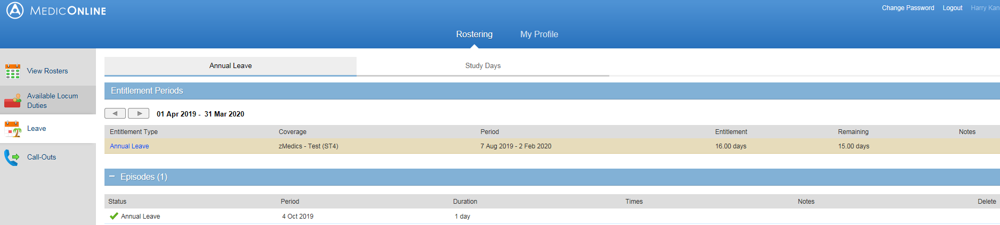 MEDICONLINE
Change Password Logout Harry Kan
Rostering My Profile
View Rosters
Available Locum
Duties
Leave
Call-Outs
Annual Leave Study Days
Entitlement Periods
01 Apr 2019 - 31 Mar 2020
Entitlement Type Coverage Period Entitlement Remaining Notes
Annual Leave zMedics - Test (ST4) 7 Aug 2019 - 2 Feb 2020 16.00 days 15.00 days
Episodes (1)
Status Period Duration Times Notes Delete
Annual Leave 4 Oct 2019 1 day